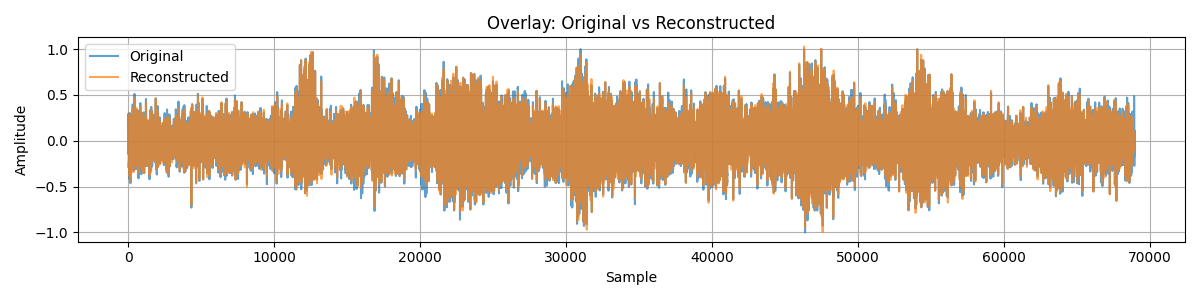 Overlay: Original vs Reconstructed
Original
Reconstructed
1.0
0.5
0.0
−0.5
−1.0
Amplitude
0 10000 20000 30000 40000 50000 60000 70000
Sample